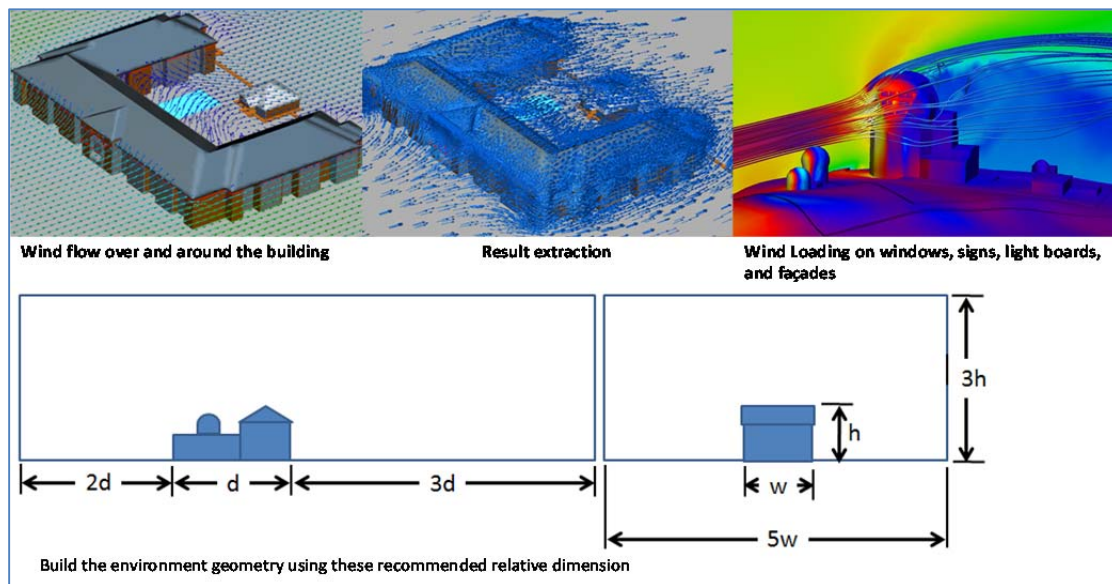 Wind flow over and around the building
Result extraction
Wind Loading on windows, signs, light boards,
and façades
3h
h
2d
d
3d
w
5w
Build the environment geometry using these recommended relative dimension